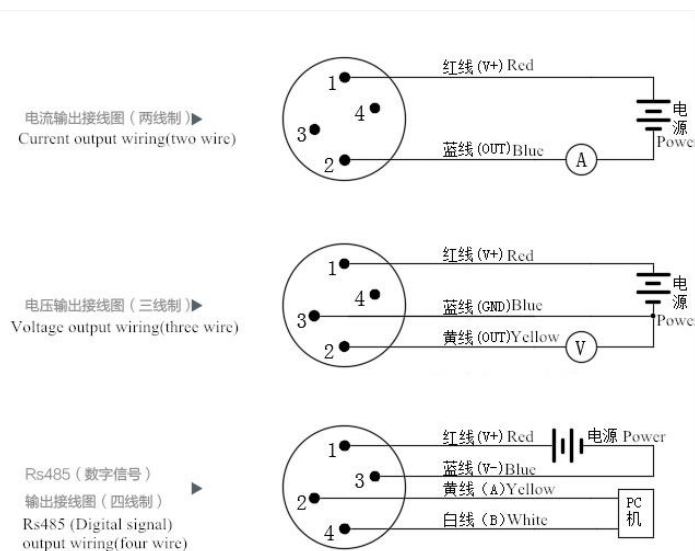 红线(V+)Red
1
电流输出接线图(两线制)▶
4
电
源
Current output wiring(two wire)
3
蓝线(OUT)Blue
A
2
红线(V+)Red
1
电压输出接线图(三线制)▶
4
蓝线(GND)Blue
电
源
Voltage output wiring(three wire)
3
黄线(OUT)Yellow
V
2
红线(V+)Red
电源 Power
1
Rs485(数字信号)
3
蓝线(V-)Blue
输出接线图(四线制)
2
黄线(A)Yellow
PC
机
Rs485 (Digital signal)
白线(B)White
output wiring(four wire)
4